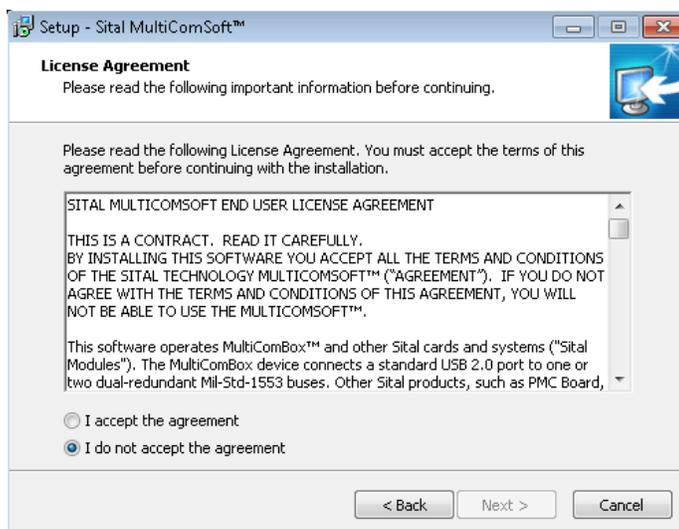 Setup - Sital MultiComSoft™
License Agreement
Please read the following important information before continuing.
Please read the following License Agreement. You must accept the terms of this
agreement before continuing with the installation.
SITAL MULTICOMSOFT END USER LICENSE AGREEMENT
THIS IS A CONTRACT.  READ IT CAREFULLY.
BY INSTALLING THIS SOFTWARE YOU ACCEPT ALL THE TERMS AND CONDITIONS
OF THE SITAL TECHNOLOGY MULTICOMSOFT™ (“AGREEMENT”).  IF YOU DO NOT
AGREE WITH THE TERMS AND CONDITIONS OF THIS AGREEMENT, YOU WILL
NOT BE ABLE TO USE THE MULTICOMSOFT™.
This software operates MultiComBox™ and other Sital cards and systems ("Sital
Modules"). The MultiComBox device connects a standard USB 2.0 port to one or
two dual-redundant Mil-Std-1553 buses. Other Sital products, such as PMC Board,
I accept the agreement
I do not accept the agreement
< Back
Next >
Cancel